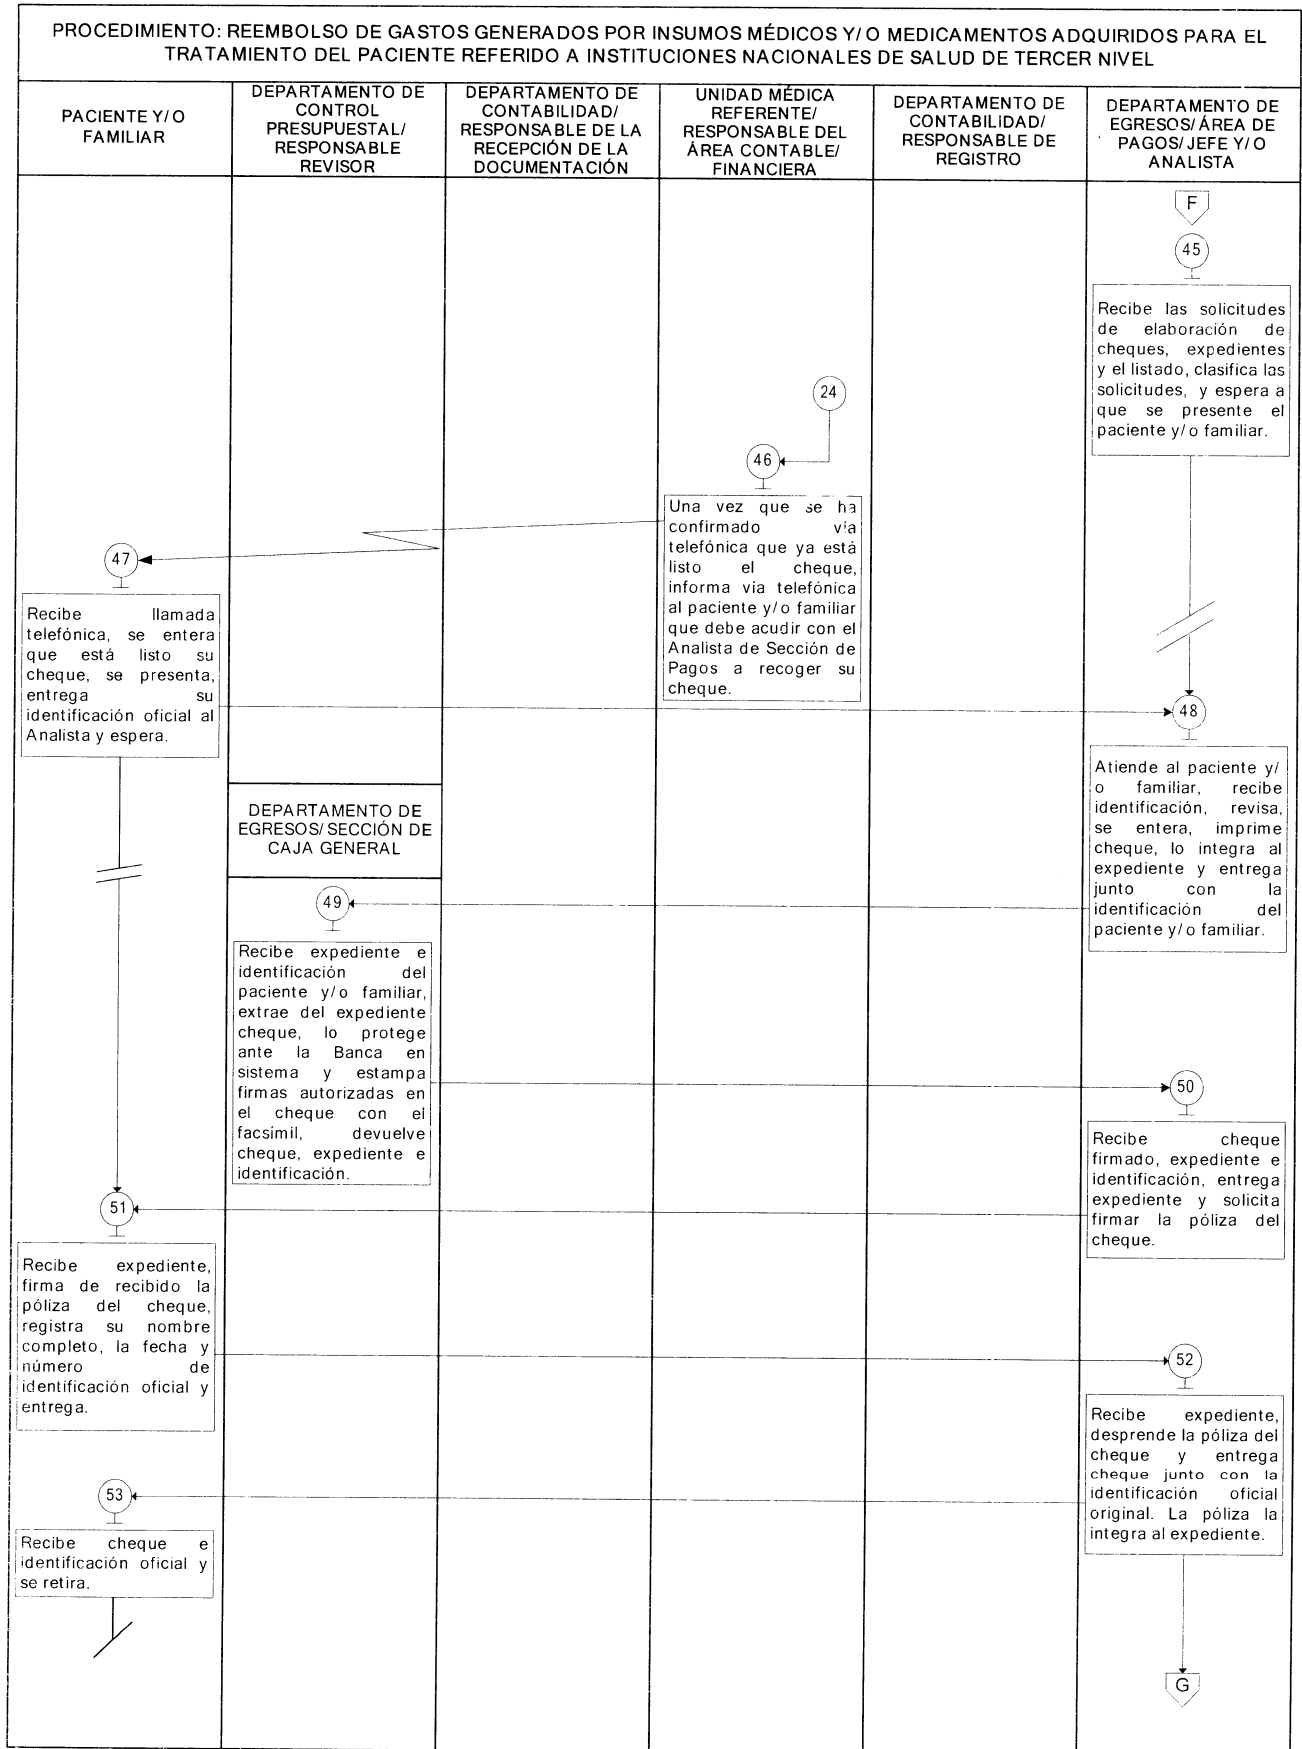 PROCEDIMIENTO: REEMBOLSO DE GASTOS GENERADOS POR INSUMOS MÉDICOS Y/O MEDICAMENTOS ADQUIRIDOS PARA EL
TRATAMIENTO DEL PACIENTE REFERIDO A INSTITUCIONES NACIONALES DE SALUD DE TERCER NIVEL
PACIENTE Y/O
FAMILIAR
DEPARTAMENTO DE
CONTROL
PRESUPUESTAL/
RESPONSABLE
REVISOR
DEPARTAMENTO DE
CONTABILIDAD/
RESPONSABLE DE LA
RECEPCIÓN DE LA
DOCUMENTACIÓN
UNIDAD MÉDICA
REFERENTE/
RESPONSABLE DEL
ÁREA CONTABLE/
FINANCIERA
DEPARTAMENTO DE
CONTABILIDAD/
RESPONSABLE DE
REGISTRO
DEPARTAMENTO DE
EGRESOS/ÁREA DE
PAGOS/JEFE Y/O
ANALISTA
F
45
Recibe las solicitudes
de elaboración de
cheques, expedientes
y el listado, clasifica las
solicitudes, y espera a
que se presente el
paciente y/o familiar.
24
46
Una vez que se ha
confirmado vía
telefónica que ya está
listo el cheque,
informa vía telefónica
al paciente y/o familiar
que debe acudir con el
Analista de Sección de
Pagos a recoger su
cheque.
47
Recibe llamada
telefónica, se entera
que está listo su
cheque, se presenta,
entrega su
identificación oficial al
Analista y espera.
48
Atiende al paciente y/
o familiar, recibe
identificación, revisa,
se entera, imprime
cheque, lo integra al
expediente y entrega
junto con la
identificación del
paciente y/o familiar.
DEPARTAMENTO DE
EGRESOS/SECCIÓN DE
CAJA GENERAL
49
Recibe expediente e
identificación del
paciente y/o familiar,
extrae del expediente
cheque, lo protege
ante la Banca en
sistema y estampa
firmas autorizadas en
el cheque con el
facsímil, devuelve
cheque, expediente e
identificación.
50
Recibe cheque
firmado, expediente e
identificación, entrega
expediente y solicita
firmar la póliza del
cheque.
51
Recibe expediente,
firma de recibido la
póliza del cheque,
registra su nombre
completo, la fecha y
número de
identificación oficial y
entrega.
52
Recibe expediente,
desprende la póliza del
cheque y entrega
cheque junto con la
identificación oficial
original. La póliza la
integra al expediente.
53
Recibe cheque e
identificación oficial y
se retira.
G